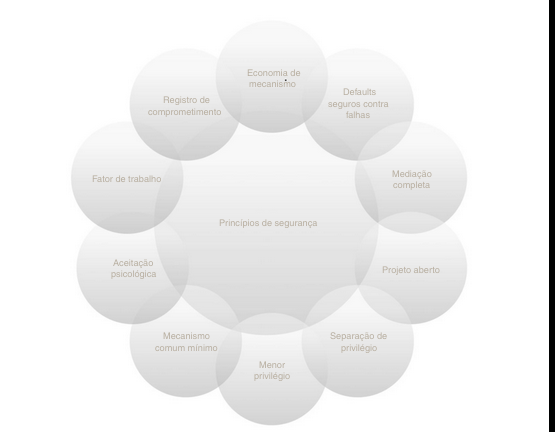 Economia de
mecanismo
Defaults
seguros contra
falhas
Mediação
completa
Projeto aberto
Separação de
privilégio
Menor
privilégio
Mecanismo
comum mínimo
Aceitação
psicológica
Fator de trabalho
Registro de
comprometimento
Princípios de segurança